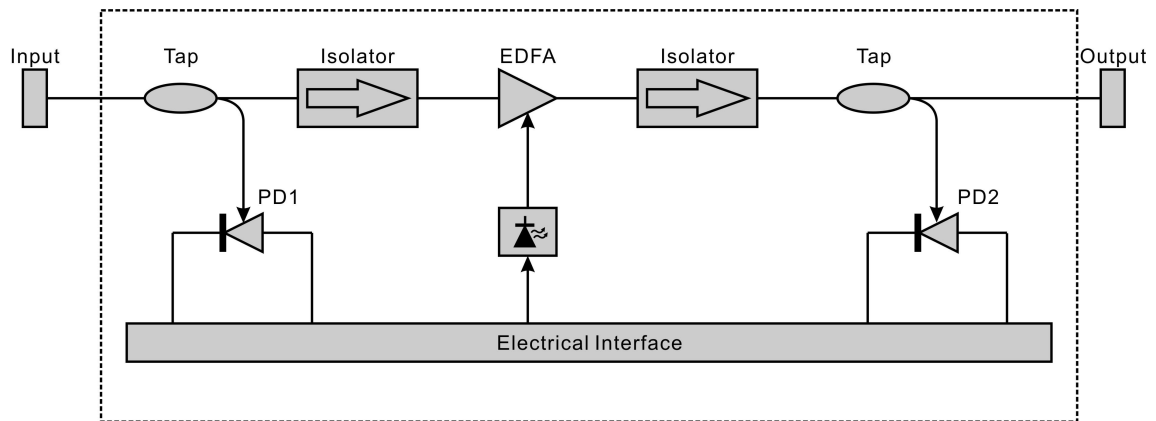 Input
Tap
Isolator
EDFA
Isolator
Tap
Output
PD1
PD2
Electrical Interface